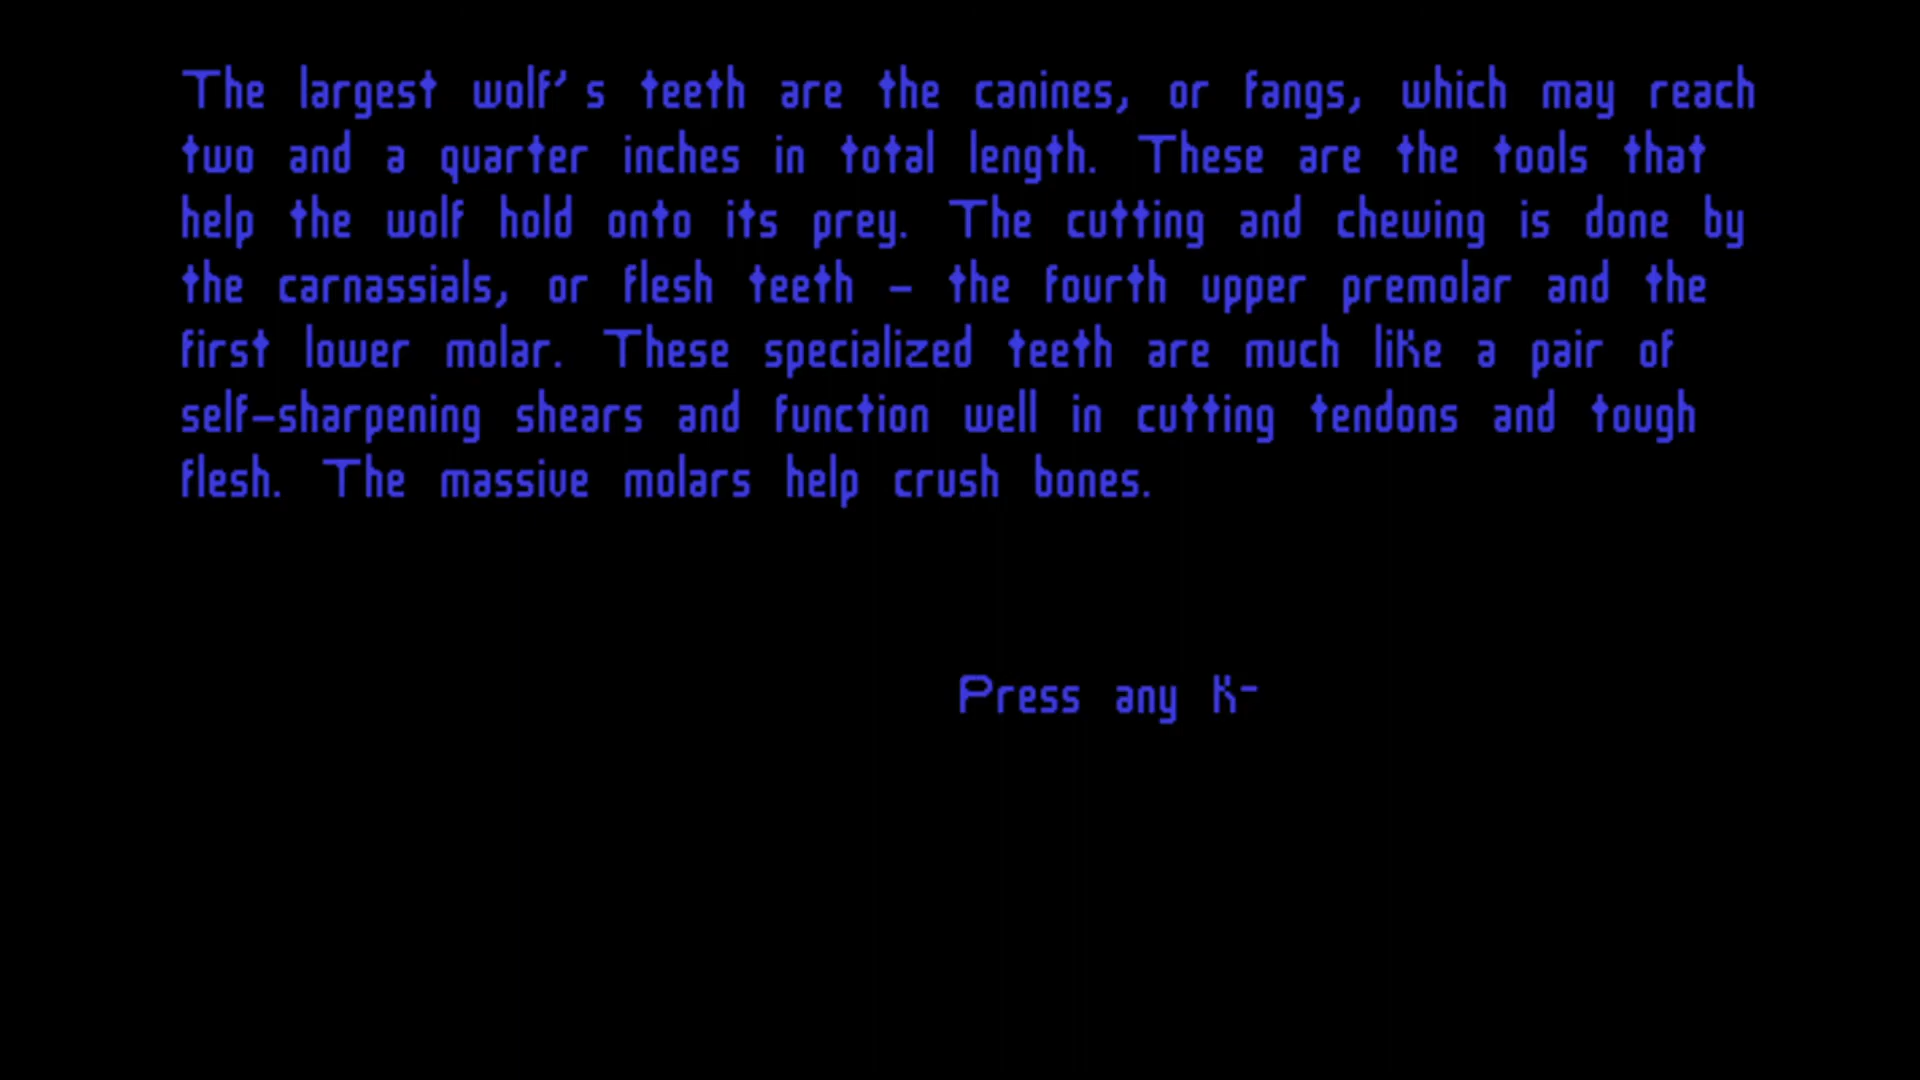 The largest wolf's teeth are the canines, or fangs, which may reach
two and a quarter inches in total length. These are the tools that
help the wolf hold onto its prey. The cutting and chewing is done by
the carnassials, or flesh teeth - the fourth upper premolar and the
first lower molar. These specialized teeth are much like a pair of
self-sharpening shears and function well in cutting tendons and tough
flesh. The massive molars help crush bones.
Press any K-